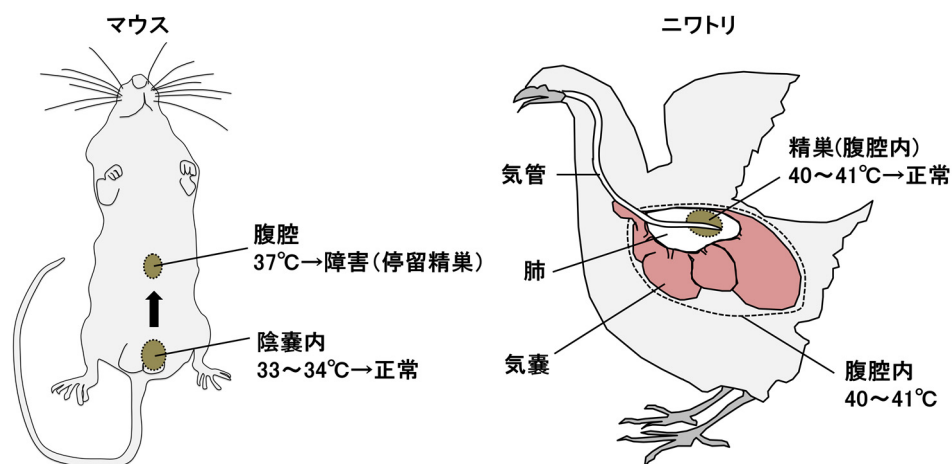 マウス
腹腔
37℃→障害(停留精巣)
陰嚢内
33～34℃→正常
ニワトリ
精巣(腹腔内)
40～41℃→正常
気管
肺
気嚢
腹腔内
40～41℃